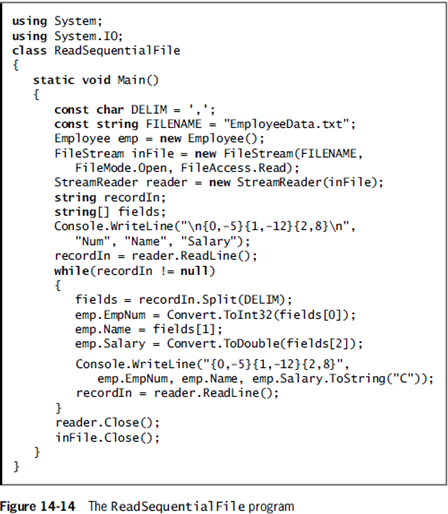 using System;
using System.IO;
class ReadSequentialFile
{
   static void Main()
   {
      const char DELIM = ',';
      const string FILENAME = "EmployeeData.txt";
      Employee emp = new Employee();
      FileStream inFile = new FileStream(FILENAME,
         FileMode.Open, FileAccess.Read);
      StreamReader reader = new StreamReader(inFile);
      string recordIn;
      string[] fields;
      Console.WriteLine("\n{0,-5}{1,-12}{2,8}\n",
         "Num", "Name", "Salary");
      recordIn = reader.ReadLine();
      while(recordIn != null)
      {
         fields = recordIn.Split(DELIM);
         emp.EmpNum = Convert.ToInt32(fields[0]);
         emp.Name = fields[1];
         emp.Salary = Convert.ToDouble(fields[2]);
         Console.WriteLine("{0,-5}{1,-12}{2,8}",
            emp.EmpNum, emp.Name, emp.Salary.ToString("C"));
         recordIn = reader.ReadLine();
      }
      reader.Close();
      inFile.Close();
   }
}
Figure 14-14 The ReadSequentialFile program